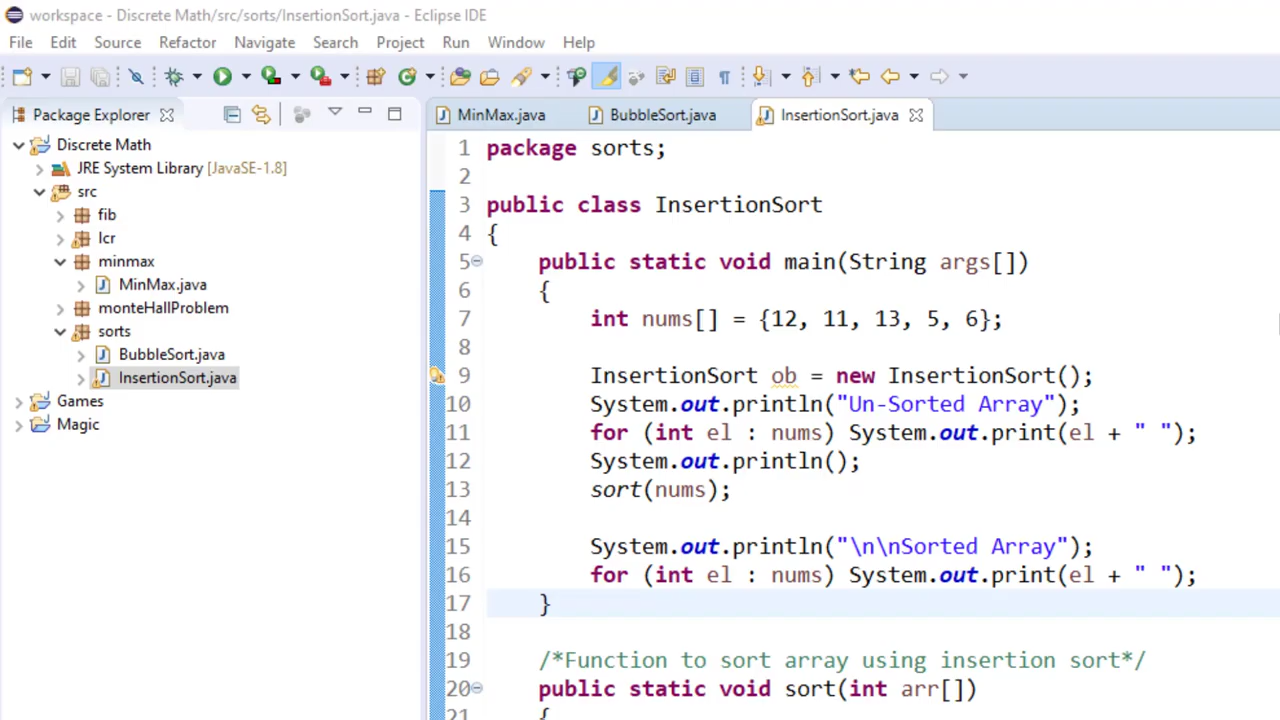 workspace - Discrete Math/src/sorts/InsertionSort.java - Eclipse IDE
File Edit Source Refactor Navigate Search Project Run Window Help
Package Explorer
Discrete Math
JRE System Library [JavaSE-1.8]
src
fib
lcr
minmax
MinMax.java
monteHallProblem
sorts
BubbleSort.java
InsertionSort.java
Games
Magic
MinMax.java BubbleSort.java InsertionSort.java
1 package sorts;
2
3 public class InsertionSort
4 {
5 public static void main(String args[])
6 {
7 int nums[] = {12, 11, 13, 5, 6};
8
9 InsertionSort ob = new InsertionSort();
10 System.out.println("Un-Sorted Array");
11 for (int el : nums) System.out.print(el + " ");
12 System.out.println();
13 sort(nums);
14
15 System.out.println("\n\nSorted Array");
16 for (int el : nums) System.out.print(el + " ");
17 }
18
19 /*Function to sort array using insertion sort*/
20 public static void sort(int arr[])
21 {